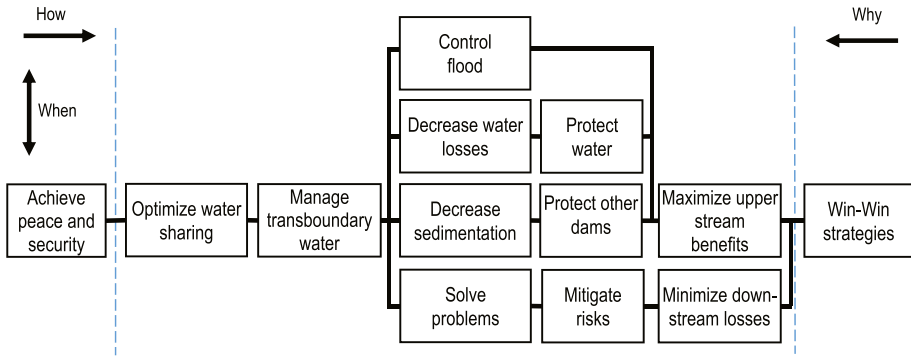 How
Why
When
Control
flood
Decrease water
losses
Protect
water
Achieve
peace and
security
Optimize water
sharing
Manage
transboundary
water
Decrease
sedimentation
Protect other
dams
Maximize upper
stream
benefits
Win-Win
strategies
Solve
problems
Mitigate
risks
Minimize down-
stream losses